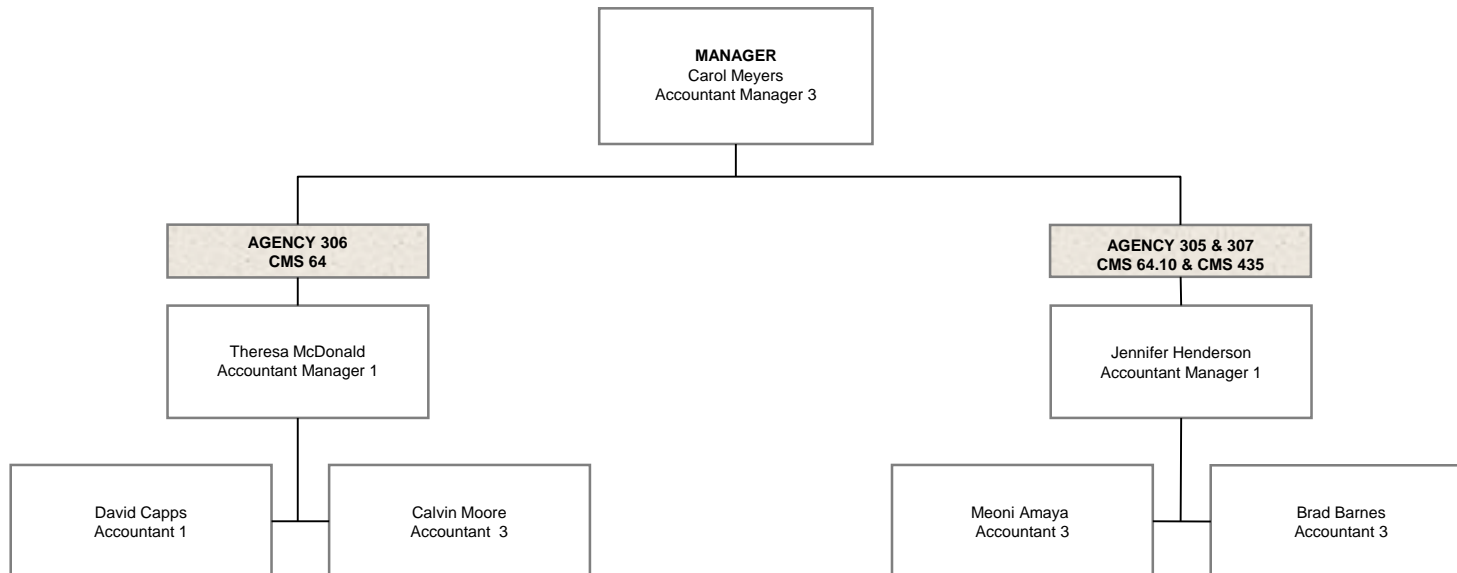 MANAGER
Carol Meyers
Accountant Manager 3
AGENCY 306
CMS 64
AGENCY 305 & 307
CMS 64.10 & CMS 435
Theresa McDonald
Accountant Manager 1
Jennifer Henderson
Accountant Manager 1
David Capps
Accountant 1
Calvin Moore
Accountant  3
Meoni Amaya
Accountant 3
Brad Barnes
Accountant 3